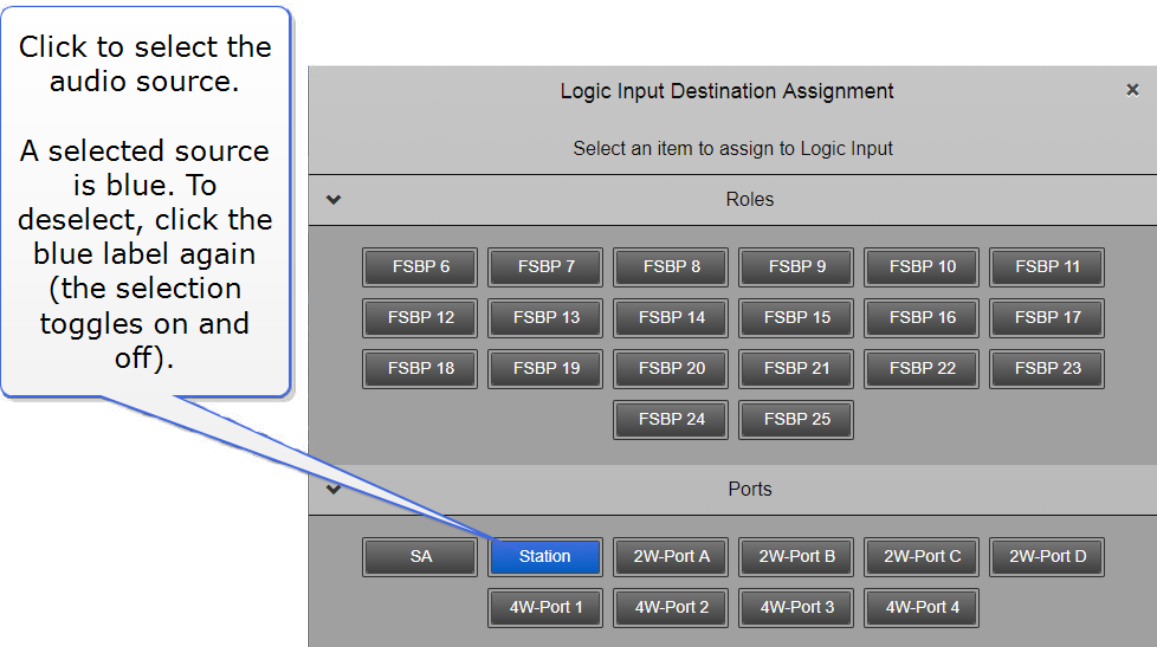 Click to select the
audio source.
A selected source
is blue. To
deselect, click the
blue label again
(the selection
toggles on and
off).
Logic Input Destination Assignment ×
Select an item to assign to Logic Input
Roles
FSBP 6 FSBP 7 FSBP 8 FSBP 9 FSBP 10 FSBP 11
FSBP 12 FSBP 13 FSBP 14 FSBP 15 FSBP 16 FSBP 17
FSBP 18 FSBP 19 FSBP 20 FSBP 21 FSBP 22 FSBP 23
FSBP 24 FSBP 25
Ports
SA Station 2W-Port A 2W-Port B 2W-Port C 2W-Port D
4W-Port 1 4W-Port 2 4W-Port 3 4W-Port 4